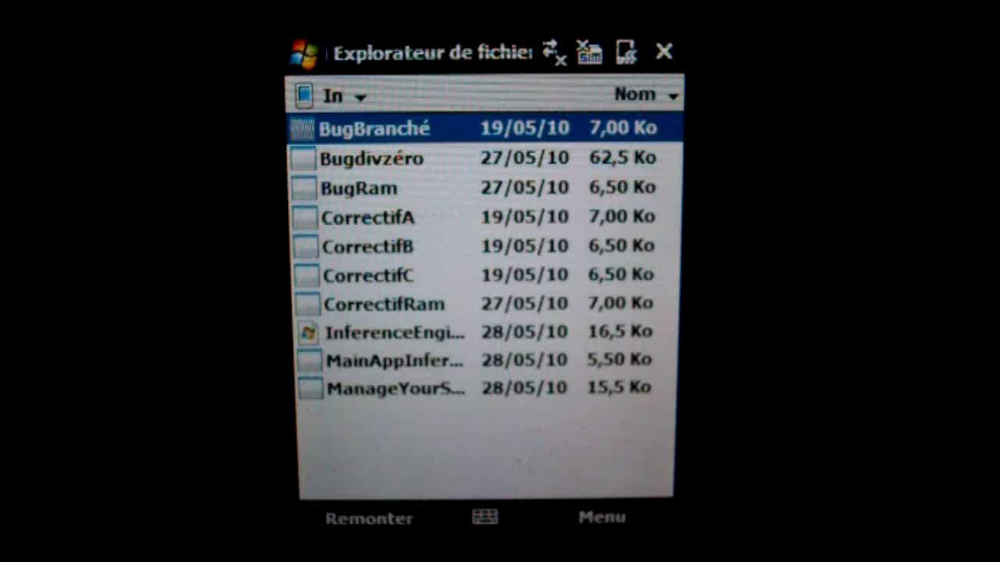 Explorateur de fichier
sim
In Nom
BugBranché 19/05/10 7,00 Ko
Bugdivzéro 27/05/10 62,5 Ko
BugRam 27/05/10 6,50 Ko
CorrectifA 19/05/10 7,00 Ko
CorrectifB 19/05/10 6,50 Ko
CorrectifC 19/05/10 6,50 Ko
CorrectifRam 27/05/10 7,00 Ko
InferenceEngi... 28/05/10 16,5 Ko
MainAppInfer... 28/05/10 5,50 Ko
ManageYourS... 28/05/10 15,5 Ko
Remonter Menu